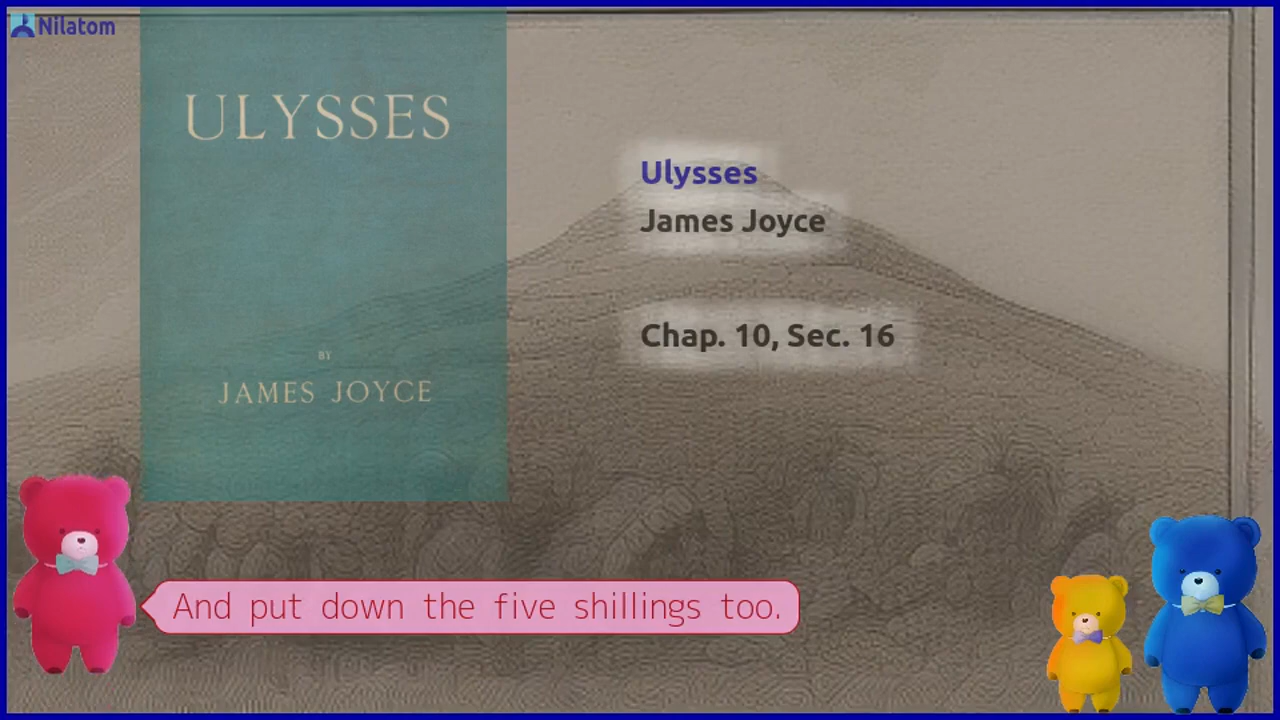 Nilatom
ULYSSES
BY
JAMES JOYCE
Ulysses
James Joyce
Chap. 10, Sec. 16
And put down the five shillings too.